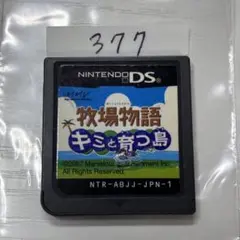 377
NINTENDO DS
牧場物語
キミと育つ島
©2007 Marvelous Interactive Inc.
All Rights Reserved.
NTR-ABJJ-JPN-1